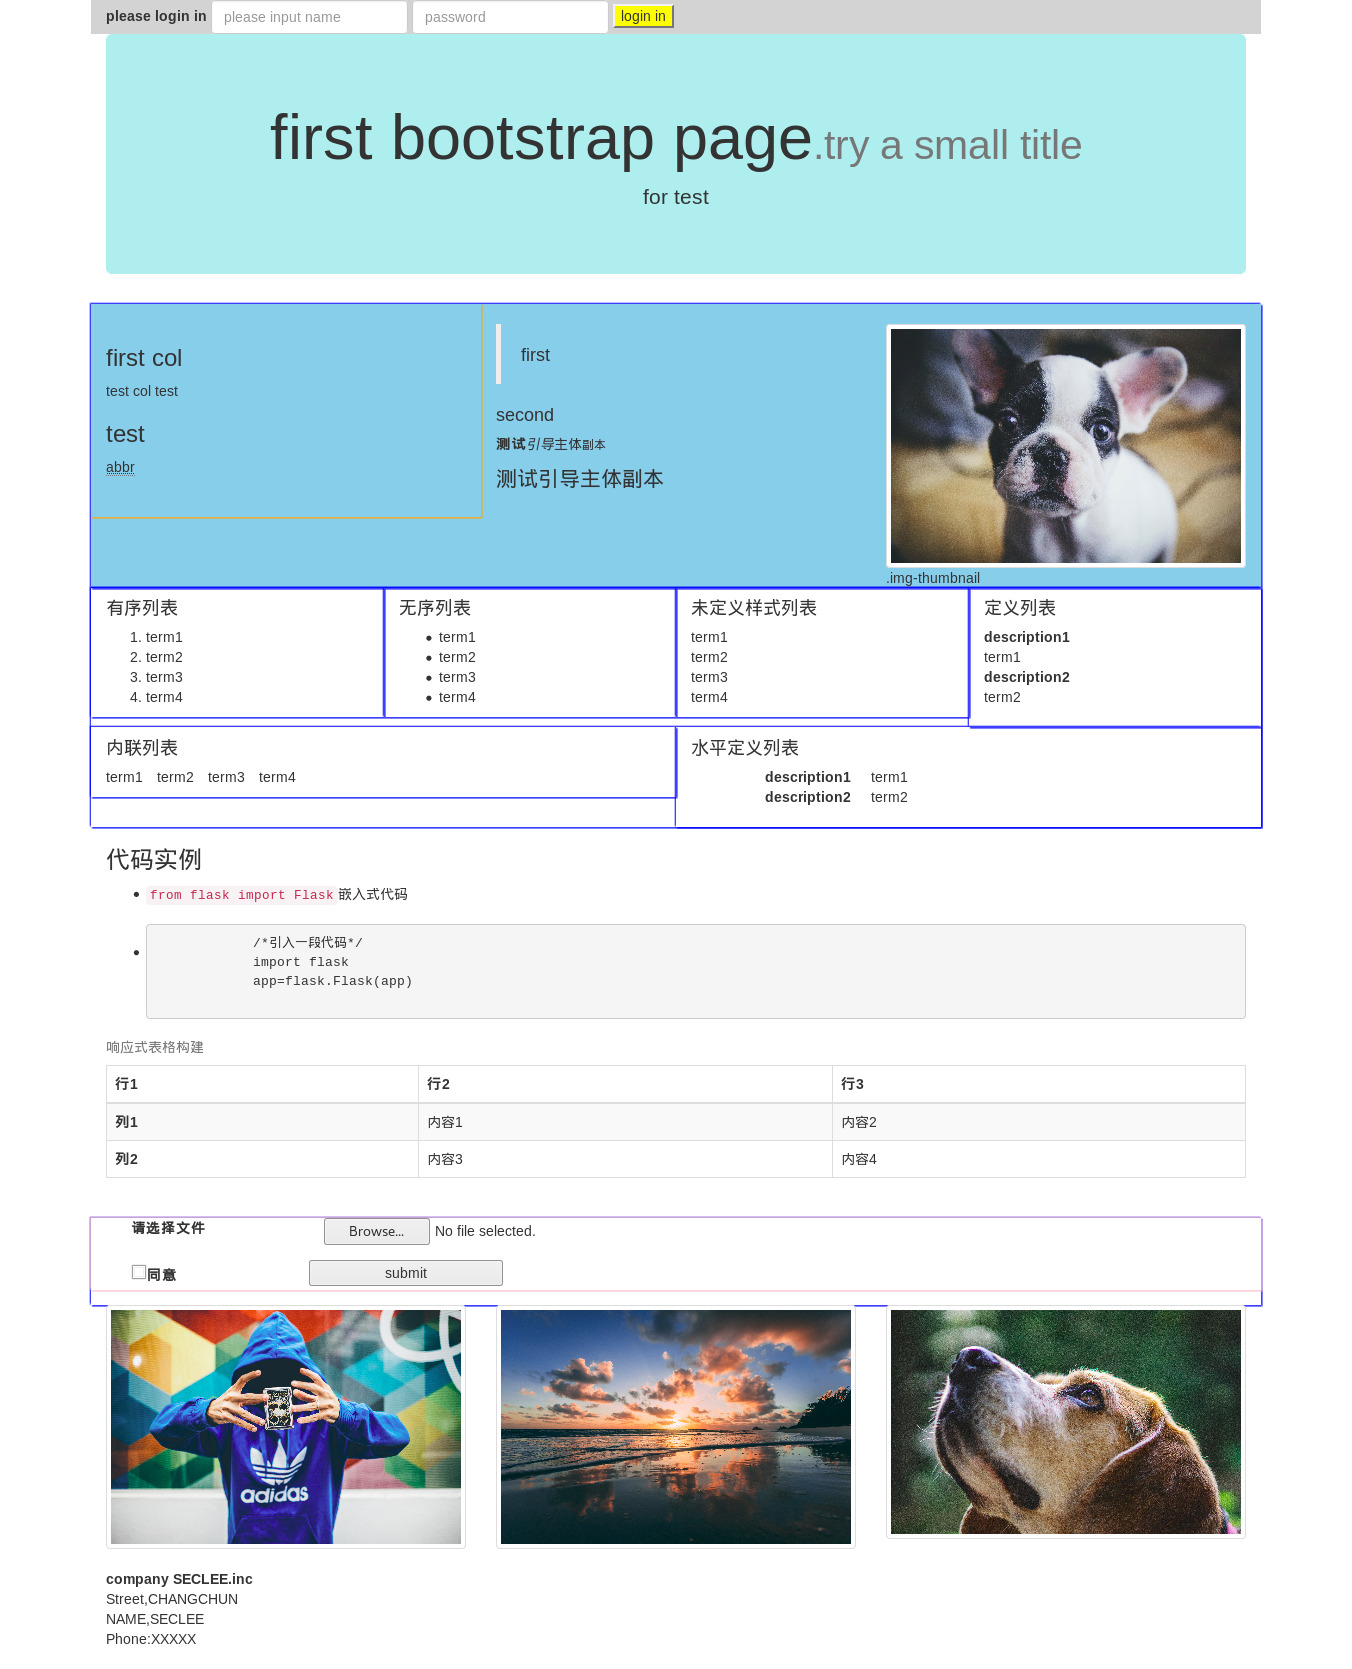 please login in please input name password login in
first bootstrap page.try a small title
for test
first col
test col test
test
abbr
first
second
测试引导主体副本
测试引导主体副本
.img-thumbnail
有序列表
1. term1
2. term2
3. term3
4. term4
无序列表
• term1
• term2
• term3
• term4
未定义样式列表
term1
term2
term3
term4
定义列表
description1
term1
description2
term2
内联列表
term1 term2 term3 term4
水平定义列表
description1 term1
description2 term2
代码实例
• from flask import Flask 嵌入式代码
• /*引入一段代码*/
import flask
app=flask.Flask(app)
响应式表格构建
行1 行2 行3
列1 内容1 内容2
列2 内容3 内容4
请选择文件 Browse... No file selected.
同意 submit
adidas
company SECLEE.inc
Street,CHANGCHUN
NAME,SECLEE
Phone:XXXXX